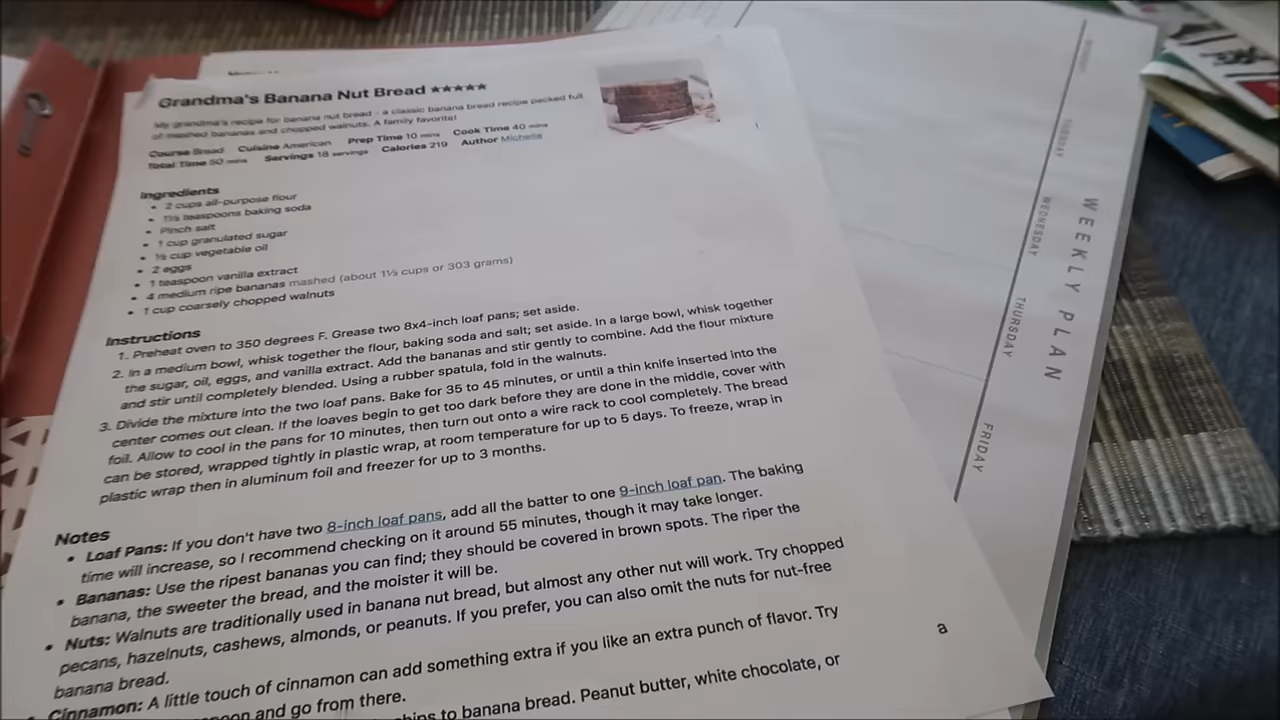 Grandma's Banana Nut Bread ★★★★★
My grandma's recipe for banana nut bread - a classic banana bread recipe packed full
of mashed bananas and chopped walnuts. A family favorite!
Course Bread Cuisine American Prep Time 10 mins Cook Time 40 mins
Total Time 50 mins Servings 18 servings Calories 219 Author Michelle
Ingredients
• 2 cups all-purpose flour
• 1½ teaspoons baking soda
• Pinch salt
• 1 cup granulated sugar
• ½ cup vegetable oil
• 2 eggs
• 1 teaspoon vanilla extract
• 4 medium ripe bananas mashed (about 1⅓ cups or 303 grams)
• 1 cup coarsely chopped walnuts
Instructions
1. Preheat oven to 350 degrees F. Grease two 8x4-inch loaf pans; set aside.
2. In a medium bowl, whisk together the flour, baking soda and salt; set aside. In a large bowl, whisk together
the sugar, oil, eggs, and vanilla extract. Add the bananas and stir gently to combine. Add the flour mixture
and stir until completely blended. Using a rubber spatula, fold in the walnuts.
3. Divide the mixture into the two loaf pans. Bake for 35 to 45 minutes, or until a thin knife inserted into the
center comes out clean. If the loaves begin to get too dark before they are done in the middle, cover with
foil. Allow to cool in the pans for 10 minutes, then turn out onto a wire rack to cool completely. The bread
can be stored, wrapped tightly in plastic wrap, at room temperature for up to 5 days. To freeze, wrap in
plastic wrap then in aluminum foil and freezer for up to 3 months.
Notes
• Loaf Pans: If you don't have two 8-inch loaf pans, add all the batter to one 9-inch loaf pan. The baking
time will increase, so I recommend checking on it around 55 minutes, though it may take longer.
• Bananas: Use the ripest bananas you can find; they should be covered in brown spots. The riper the
banana, the sweeter the bread, and the moister it will be.
• Nuts: Walnuts are traditionally used in banana nut bread, but almost any other nut will work. Try chopped
pecans, hazelnuts, cashews, almonds, or peanuts. If you prefer, you can also omit the nuts for nut-free
banana bread.
Cinnamon: A little touch of cinnamon can add something extra if you like an extra punch of flavor. Try
and go from there.
chips to banana bread. Peanut butter, white chocolate, or
a
WEEKLY PLAN
TUESDAY
WEDNESDAY
THURSDAY
FRIDAY